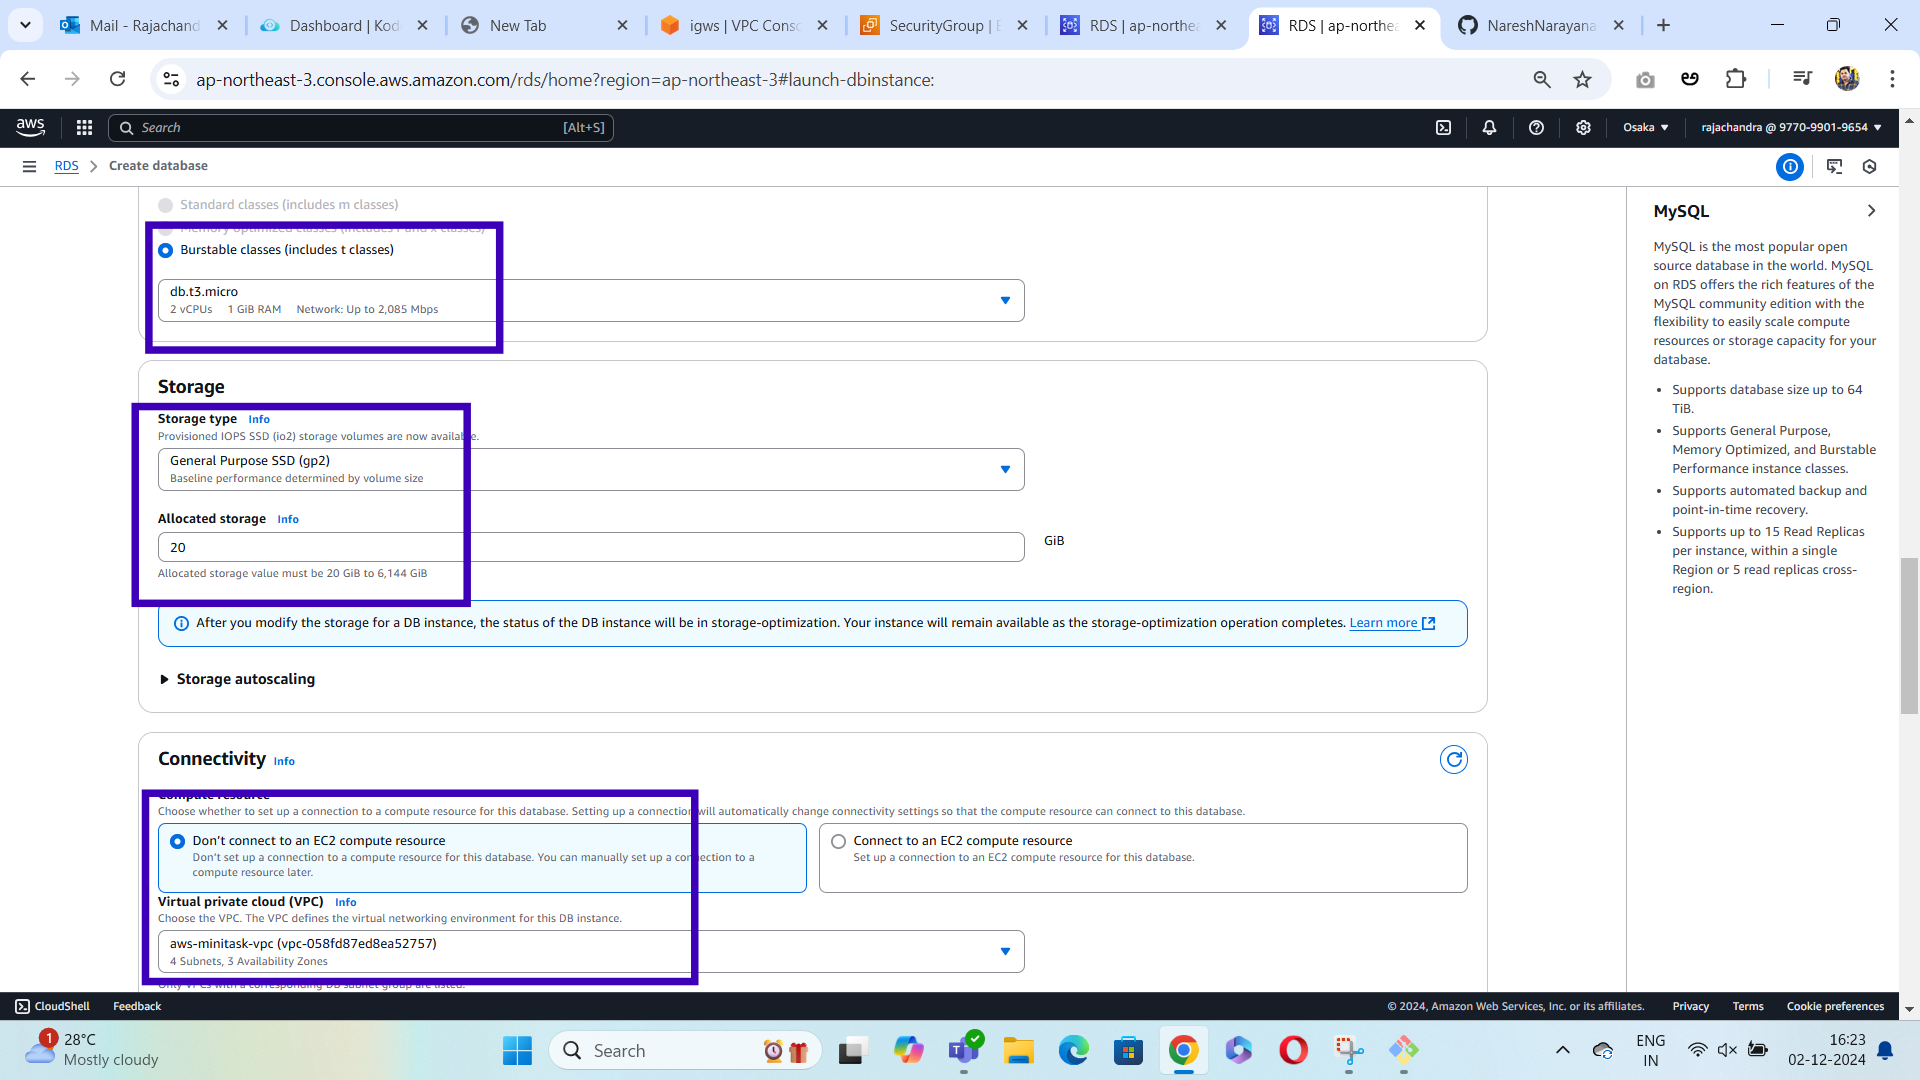 Mail - Rajachand
Dashboard | Kod
New Tab
igws | VPC Consc
SecurityGroup | E
RDS | ap-northea
RDS | ap-northea
NareshNarayana
ap-northeast-3.console.aws.amazon.com/rds/home?region=ap-northeast-3#launch-dbinstance:
aws
Search
[Alt+S]
Osaka
rajachandra @ 9770-9901-9654
RDS
Create database
Standard classes (includes m classes)
Memory optimized classes (includes r and x classes)
Burstable classes (includes t classes)
db.t3.micro
2 vCPUs 1 GiB RAM Network: Up to 2,085 Mbps
Storage
Storage type Info
Provisioned IOPS SSD (io2) storage volumes are now available.
General Purpose SSD (gp2)
Baseline performance determined by volume size
Allocated storage Info
20
GiB
Allocated storage value must be 20 GiB to 6,144 GiB
After you modify the storage for a DB instance, the status of the DB instance will be in storage-optimization. Your instance will remain available as the storage-optimization operation completes. Learn more
Storage autoscaling
Connectivity Info
Compute resource
Choose whether to set up a connection to a compute resource for this database. Setting up a connection will automatically change connectivity settings so that the compute resource can connect to this database.
Don't connect to an EC2 compute resource
Don't set up a connection to a compute resource for this database. You can manually set up a connection to a
compute resource later.
Connect to an EC2 compute resource
Set up a connection to an EC2 compute resource for this database.
Virtual private cloud (VPC) Info
Choose the VPC. The VPC defines the virtual networking environment for this DB instance.
aws-minitask-vpc (vpc-058fd87ed8ea52757)
4 Subnets, 3 Availability Zones
Only VPCs with a corresponding DB subnet group are listed.
MySQL
MySQL is the most popular open
source database in the world. MySQL
on RDS offers the rich features of the
MySQL community edition with the
flexibility to easily scale compute
resources or storage capacity for your
database.
• Supports database size up to 64
TiB.
• Supports General Purpose,
Memory Optimized, and Burstable
Performance instance classes.
• Supports automated backup and
point-in-time recovery.
• Supports up to 15 Read Replicas
per instance, within a single
Region or 5 read replicas cross-
region.
CloudShell
Feedback
© 2024, Amazon Web Services, Inc. or its affiliates.
Privacy
Terms
Cookie preferences
1
28°C
Mostly cloudy
Search
ENG
IN
16:23
02-12-2024